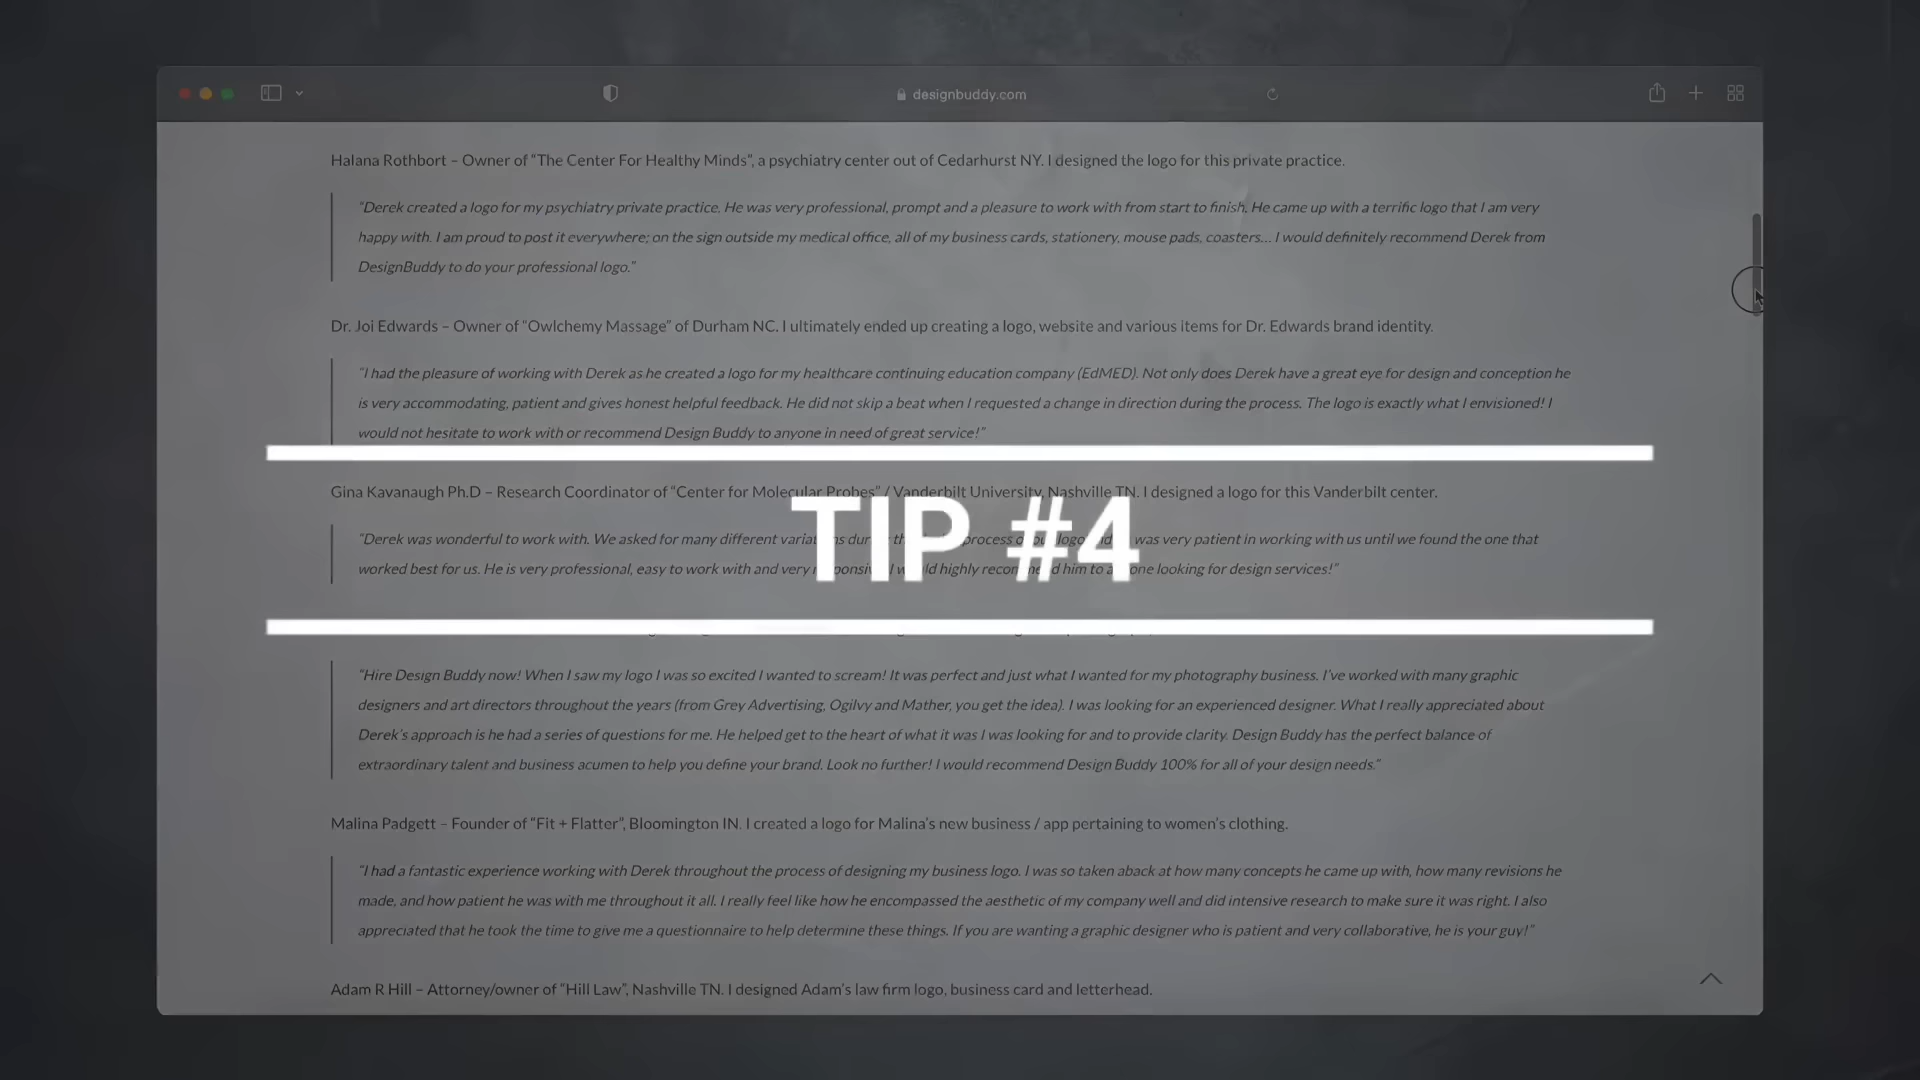 designbuddy.com
Halana Rothbort – Owner of “The Center For Healthy Minds”, a psychiatry center out of Cedarhurst NY. I designed the logo for this private practice.
“Derek created a logo for my psychiatry private practice. He was very professional, prompt and a pleasure to work with from start to finish. He came up with a terrific logo that I am very
happy with. I am proud to post it everywhere; on the sign outside my medical office, all of my business cards, stationery, mouse pads, coasters… I would definitely recommend Derek from
DesignBuddy to do your professional logo.”
Dr. Joi Edwards – Owner of “Owlchemy Massage” of Durham NC. I ultimately ended up creating a logo, website and various items for Dr. Edwards brand identity.
“I had the pleasure of working with Derek as he created a logo for my healthcare continuing education company (EdMED). Not only does Derek have a great eye for design and conception he
is very accommodating, patient and gives honest helpful feedback. He did not skip a beat when I requested a change in direction during the process. The logo is exactly what I envisioned! I
would not hesitate to work with or recommend Design Buddy to anyone in need of great service!”
Gina Kavanaugh Ph.D – Research Coordinator of “Center for Molecular Probes” / Vanderbilt University, Nashville TN. I designed a logo for this Vanderbilt center.
TIP #4
“Derek was wonderful to work with. We asked for many different process was very patient in working with us until we found the one that
worked best for us. He is very professional, easy to work with and very highly him to looking for design services!”
“Hire Design Buddy now! When I saw my logo I was so excited I wanted to scream! It was perfect and just what I wanted for my photography business. I’ve worked with many graphic
designers and art directors throughout the years (from Grey Advertising, Ogilvy and Mather, you get the idea). I was looking for an experienced designer. What I really appreciated about
Derek’s approach is he had a series of questions for me. He helped get to the heart of what it was I was looking for and to provide clarity. Design Buddy has the perfect balance of
extraordinary talent and business acumen to help you define your brand. Look no further! I would recommend Design Buddy 100% for all of your design needs.”
Malina Padgett – Founder of “Fit + Flatter”, Bloomington IN. I created a logo for Malina’s new business / app pertaining to women’s clothing.
“I had a fantastic experience working with Derek throughout the process of designing my business logo. I was so taken aback at how many concepts he came up with, how many revisions he
made, and how patient he was with me throughout it all. I really feel like how he encompassed the aesthetic of my company well and did intensive research to make sure it was right. I also
appreciated that he took the time to give me a questionnaire to help determine these things. If you are wanting a graphic designer who is patient and very collaborative, he is your guy!”
Adam R Hill – Attorney/owner of “Hill Law”, Nashville TN. I designed Adam’s law firm logo, business card and letterhead.